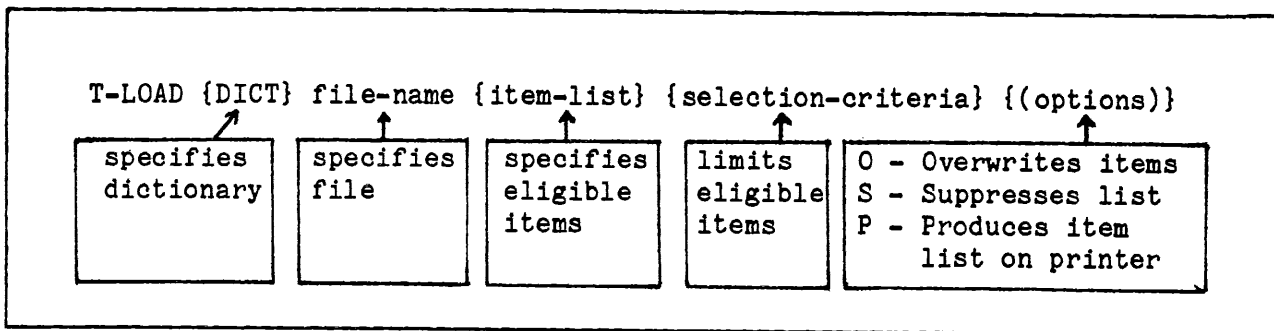 T-LOAD {DICT} file-name {item-list} {selection-criteria} {(options)}
specifies
dictionary
specifies
file
specifies
eligible
items
limits
eligible
items
O - Overwrites items
S - Suppresses list
P - Produces item
list on printer